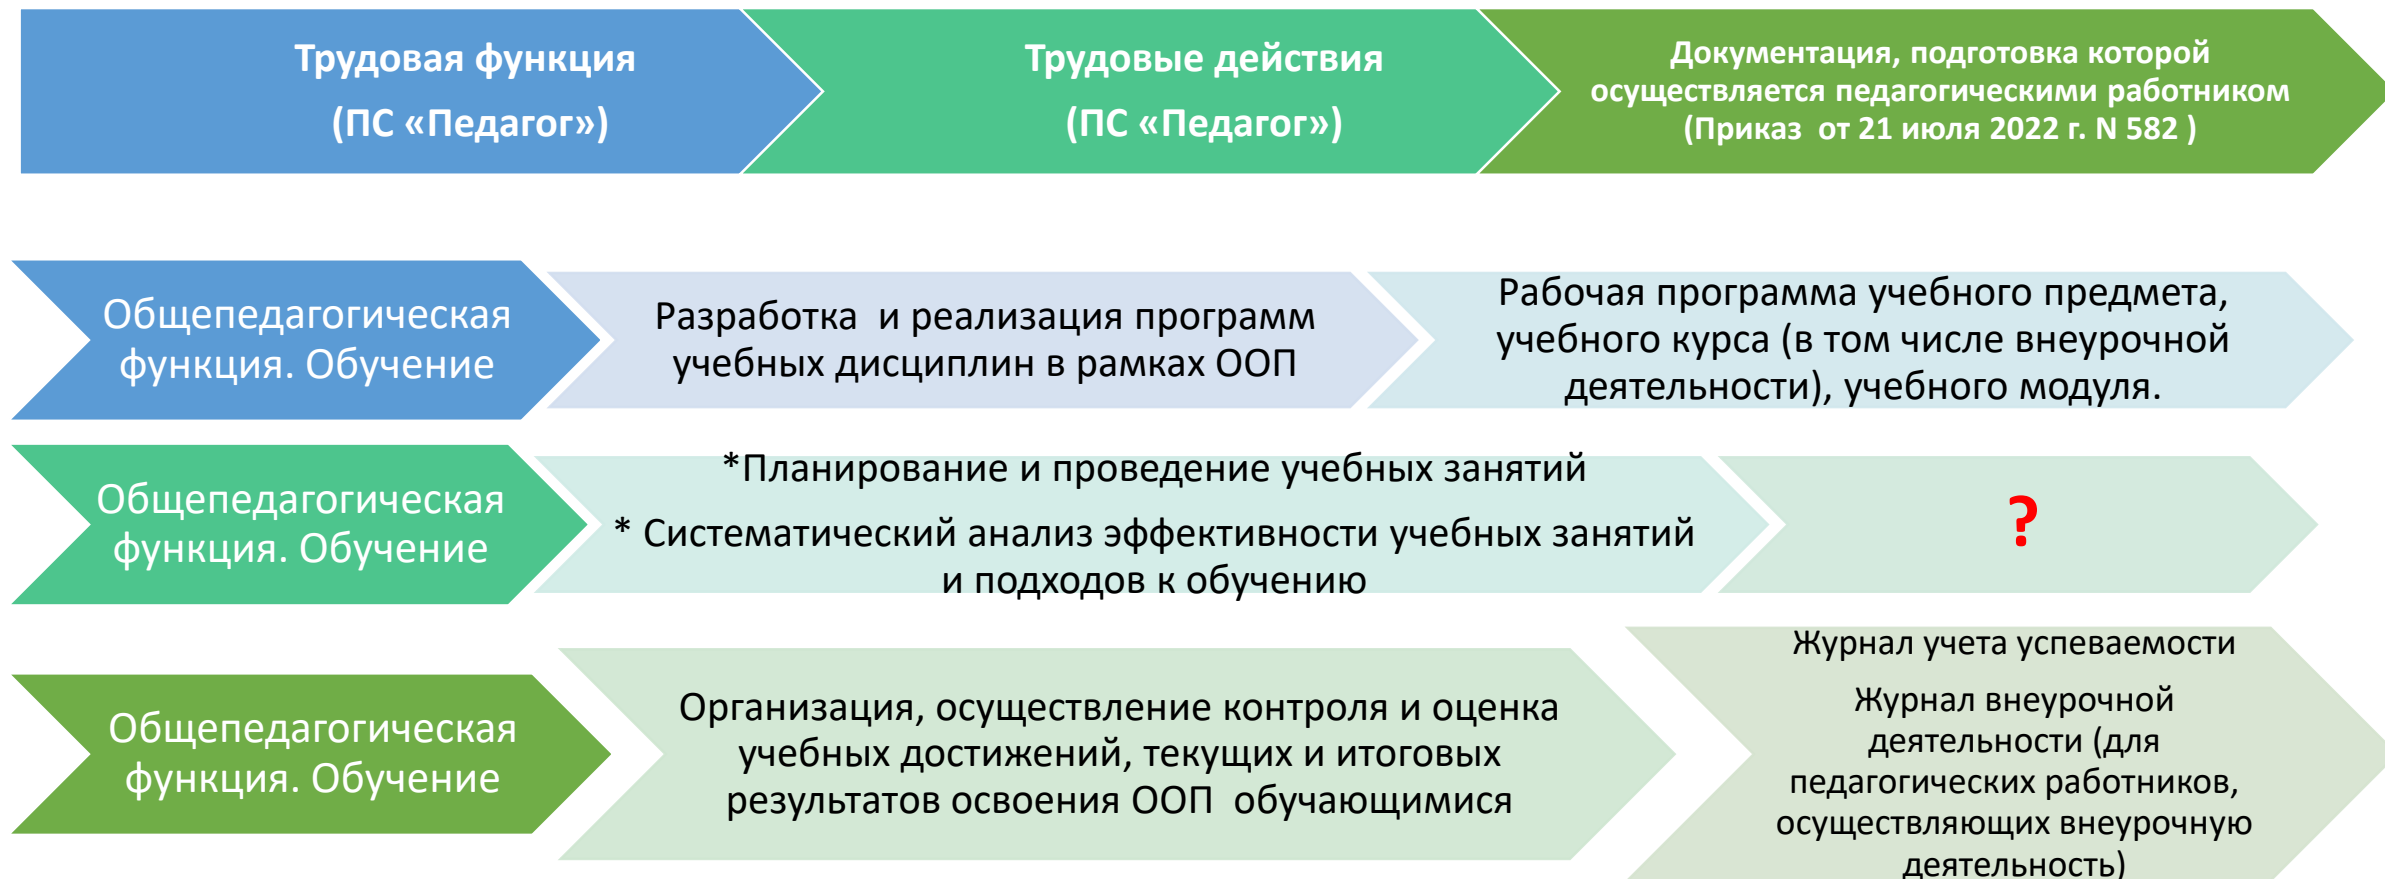 Трудовая функция
(ПС «Педагог»)
Трудовые действия
(ПС «Педагог»)
Документация, подготовка которой
осуществляется педагогическими работником
(Приказ от 21 июля 2022 г. N 582 )
Общепедагогическая
функция. Обучение
Разработка и реализация программ
учебных дисциплин в рамках ООП
Рабочая программа учебного предмета,
учебного курса (в том числе внеурочной
деятельности), учебного модуля.
Общепедагогическая
функция. Обучение
*Планирование и проведение учебных занятий
* Систематический анализ эффективности учебных занятий
и подходов к обучению
?
Общепедагогическая
функция. Обучение
Организация, осуществление контроля и оценка
учебных достижений, текущих и итоговых
результатов освоения ООП обучающимися
Журнал учета успеваемости
Журнал внеурочной
деятельности (для
педагогических работников,
осуществляющих внеурочную
деятельность)